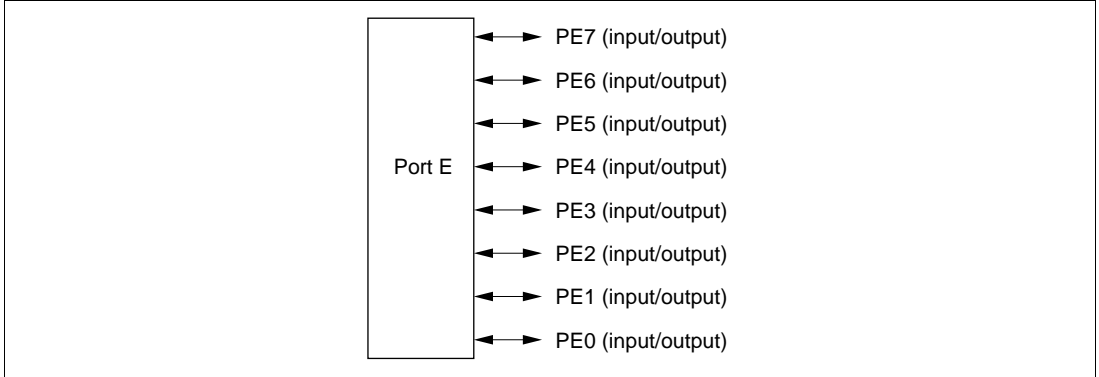 PE7 (input/output)
PE6 (input/output)
PE5 (input/output)
Port E PE4 (input/output)
PE3 (input/output)
PE2 (input/output)
PE1 (input/output)
PE0 (input/output)